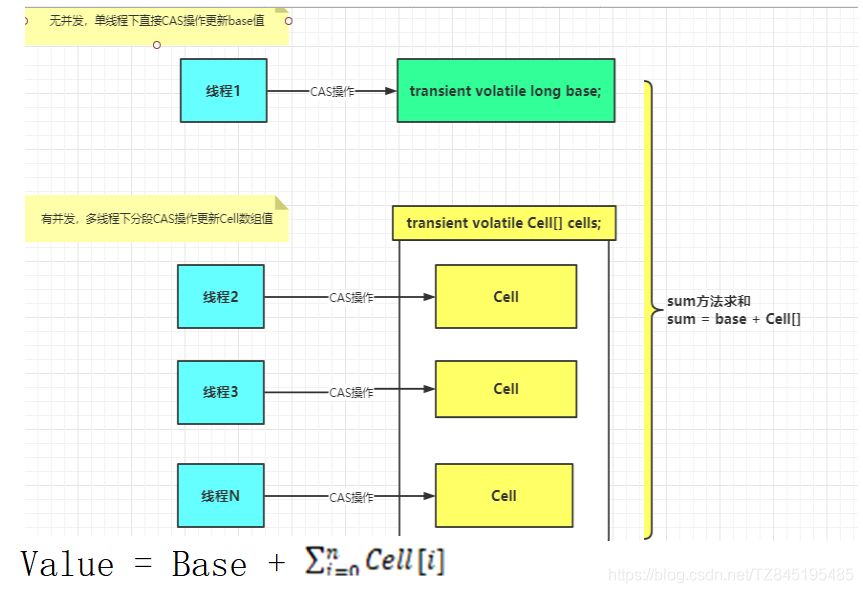 无并发，单线程下直接CAS操作更新base值
线程1
CAS操作
transient volatile long base;
有并发，多线程下分段CAS操作更新Cell数组值
transient volatile Cell[] cells;
线程2
CAS操作
Cell
sum方法求和
sum = base + Cell[]
线程3
CAS操作
Cell
线程N
CAS操作
Cell
Value = Base + ∑ⁿᵢ₌₀ Cell[i]
https://blog.csdn.net/TZ845195485